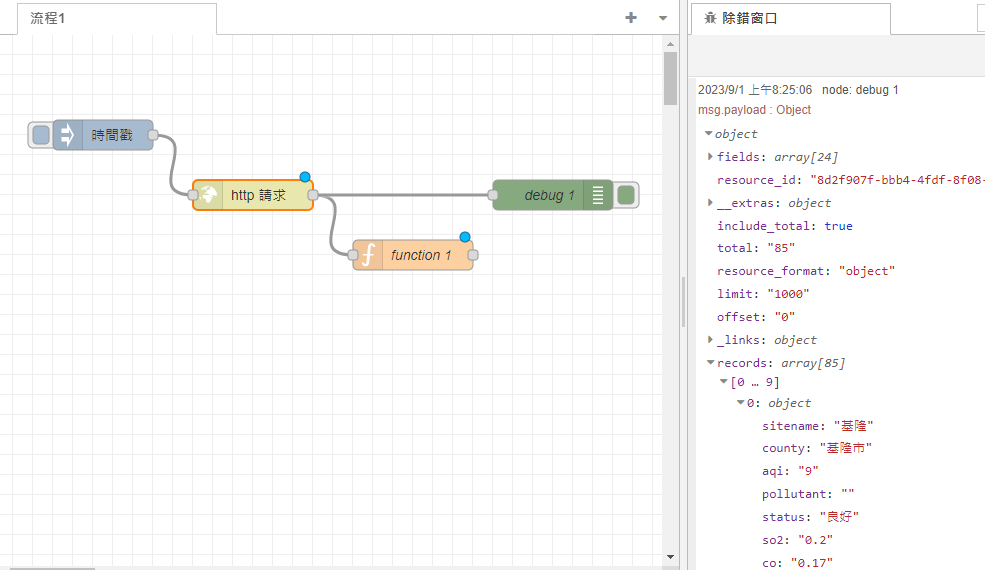 流程1
時間戳
http 請求
debug 1
function 1
除錯窗口
2023/9/1 上午8:25:06 node: debug 1
msg.payload : Object
object
fields: array[24]
resource_id: "8d2f907f-bbb4-4fdf-8f08-
__extras: object
include_total: true
total: "85"
resource_format: "object"
limit: "1000"
offset: "0"
_links: object
records: array[85]
[0 … 9]
0: object
sitename: "基隆"
county: "基隆市"
aqi: "9"
pollutant: ""
status: "良好"
so2: "0.2"
co: "0.17"